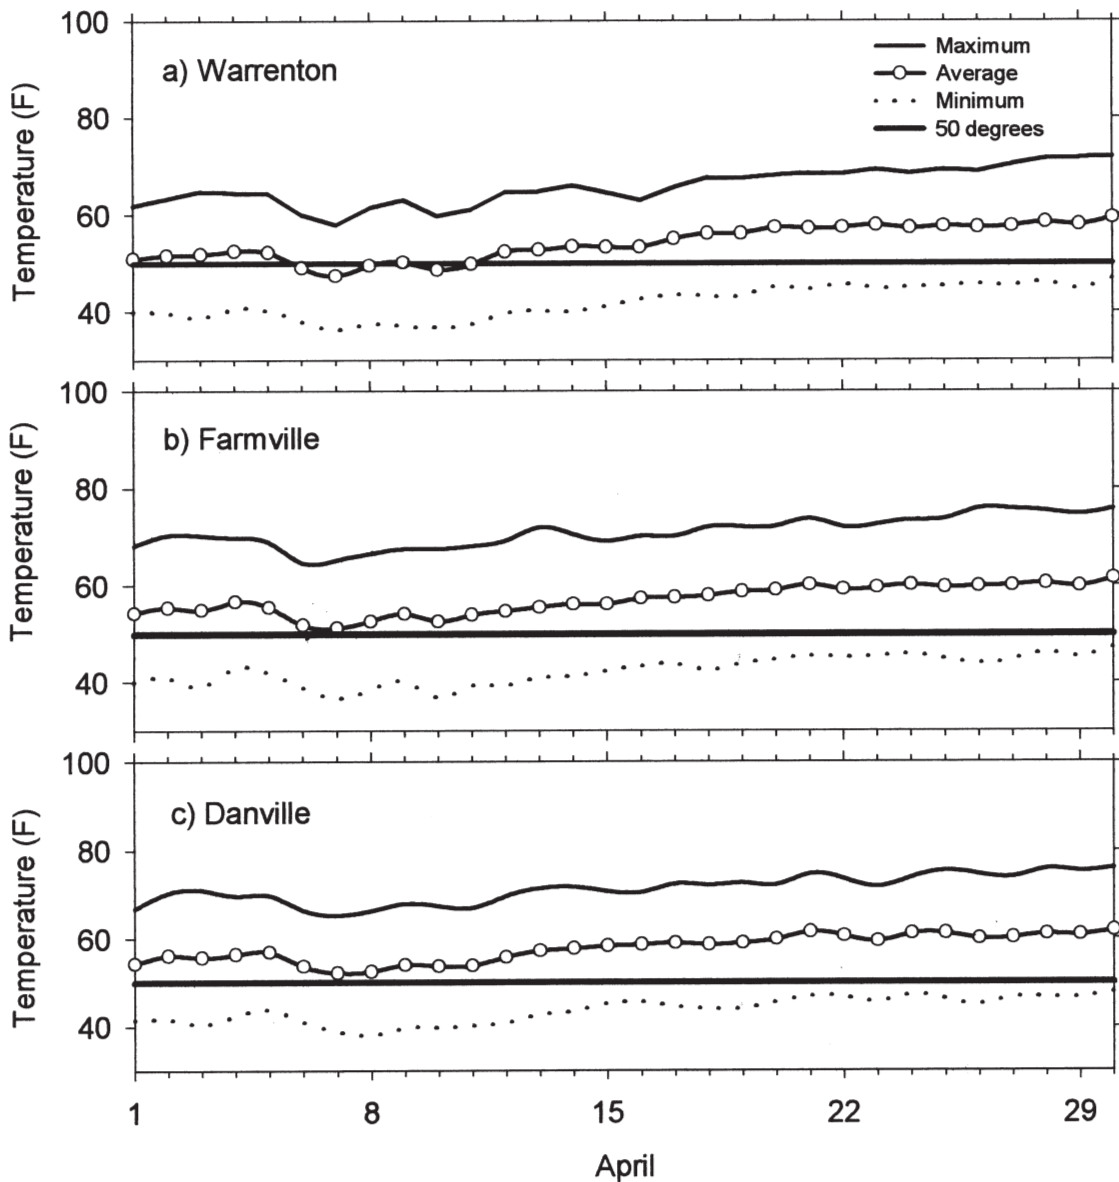 100
80
60
40
Temperature (F)
a) Warrenton
Maximum
Average
Minimum
50 degrees
100
80
60
40
Temperature (F)
b) Farmville
100
80
60
40
Temperature (F)
c) Danville
1 8 15 22 29
April